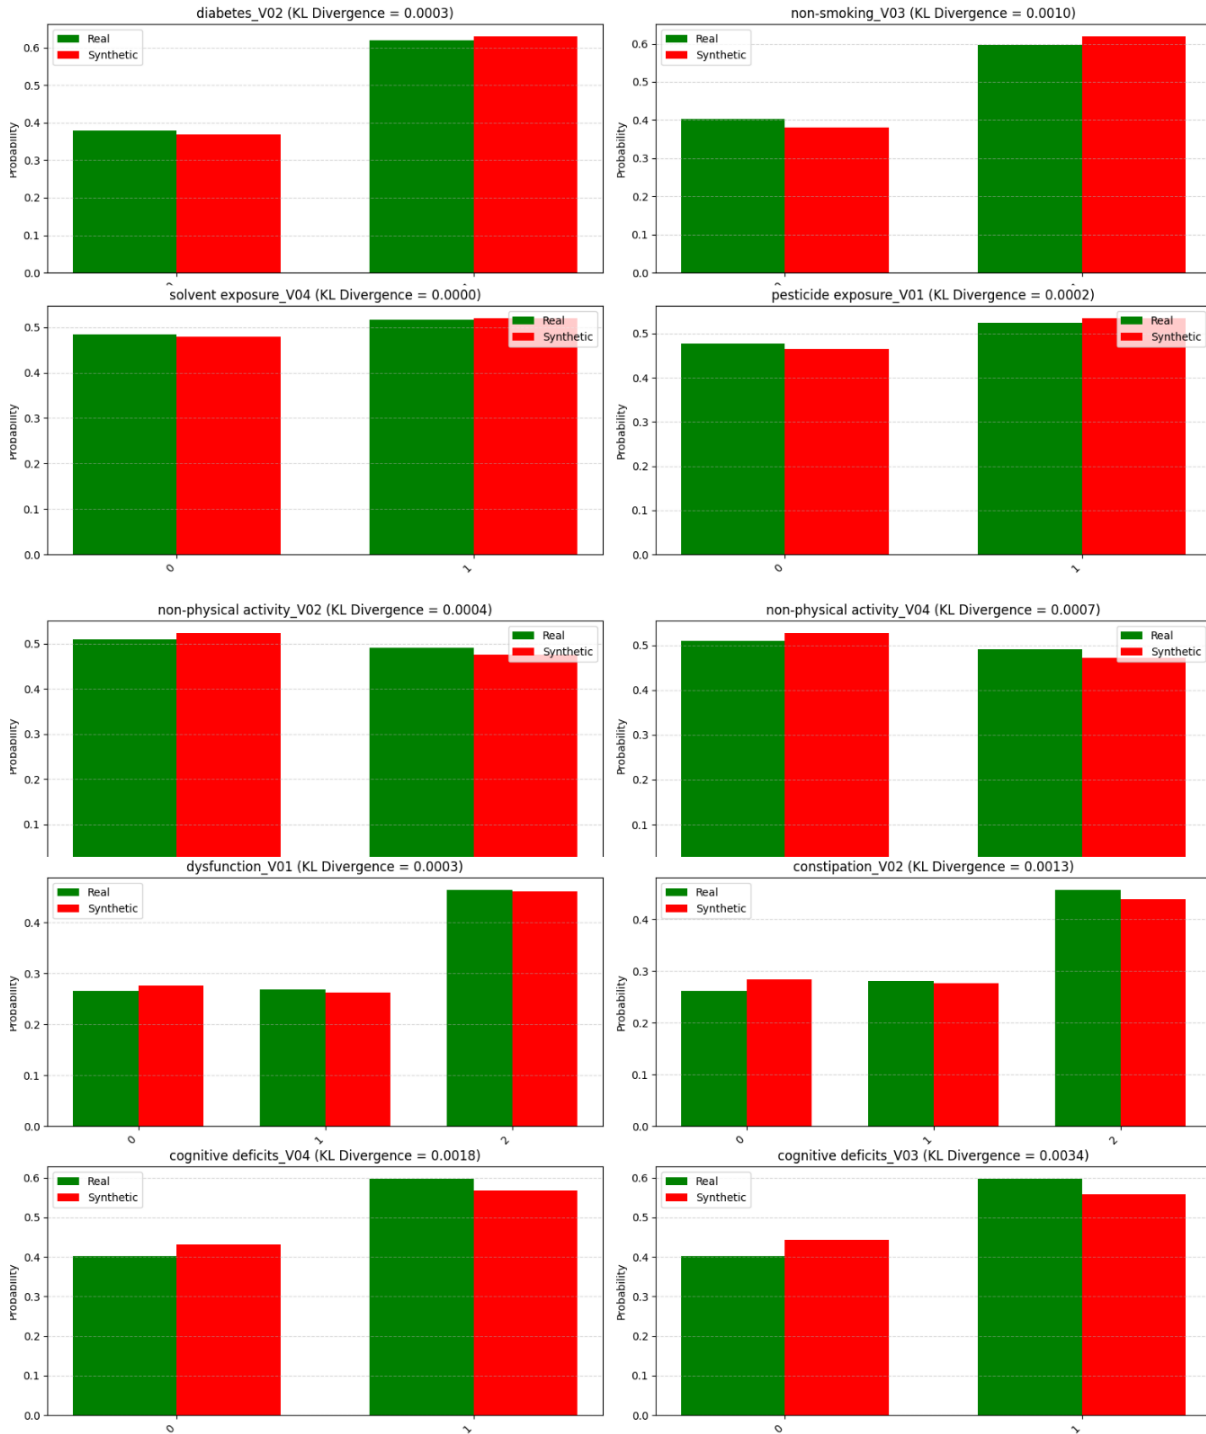 diabetes_V02 (KL Divergence = 0.0003)
Real
Synthetic
Probability
0.6
0.5
0.4
0.3
0.2
0.1
0.0
1
non-smoking_V03 (KL Divergence = 0.0010)
Real
Synthetic
Probability
0.6
0.5
0.4
0.3
0.2
0.1
0.0
1
solvent exposure_V04 (KL Divergence = 0.0000)
Real
Synthetic
Probability
0.5
0.4
0.3
0.2
0.1
0.0
0
1
pesticide exposure_V01 (KL Divergence = 0.0002)
Real
Synthetic
Probability
0.5
0.4
0.3
0.2
0.1
0.0
0
1
non-physical activity_V02 (KL Divergence = 0.0004)
Real
Synthetic
Probability
0.5
0.4
0.3
0.2
0.1
non-physical activity_V04 (KL Divergence = 0.0007)
Real
Synthetic
Probability
0.5
0.4
0.3
0.2
0.1
dysfunction_V01 (KL Divergence = 0.0003)
Real
Synthetic
Probability
0.4
0.3
0.2
0.1
0.0
0
1
2
constipation_V02 (KL Divergence = 0.0013)
Real
Synthetic
Probability
0.4
0.3
0.2
0.1
0.0
0
1
2
cognitive deficits_V04 (KL Divergence = 0.0018)
Real
Synthetic
Probability
0.6
0.5
0.4
0.3
0.2
0.1
0.0
0
1
cognitive deficits_V03 (KL Divergence = 0.0034)
Real
Synthetic
Probability
0.6
0.5
0.4
0.3
0.2
0.1
0.0
0
1